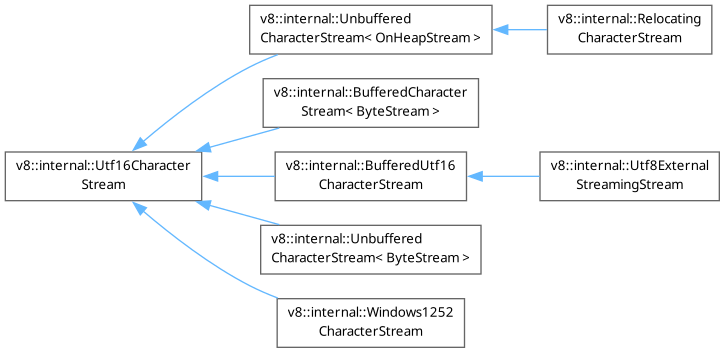 v8::internal::Unbuffered
CharacterStream< OnHeapStream >
v8::internal::Relocating
CharacterStream
v8::internal::BufferedCharacter
Stream< ByteStream >
v8::internal::Utf16Character
Stream
v8::internal::BufferedUtf16
CharacterStream
v8::internal::Utf8External
StreamingStream
v8::internal::Unbuffered
CharacterStream< ByteStream >
v8::internal::Windows1252
CharacterStream